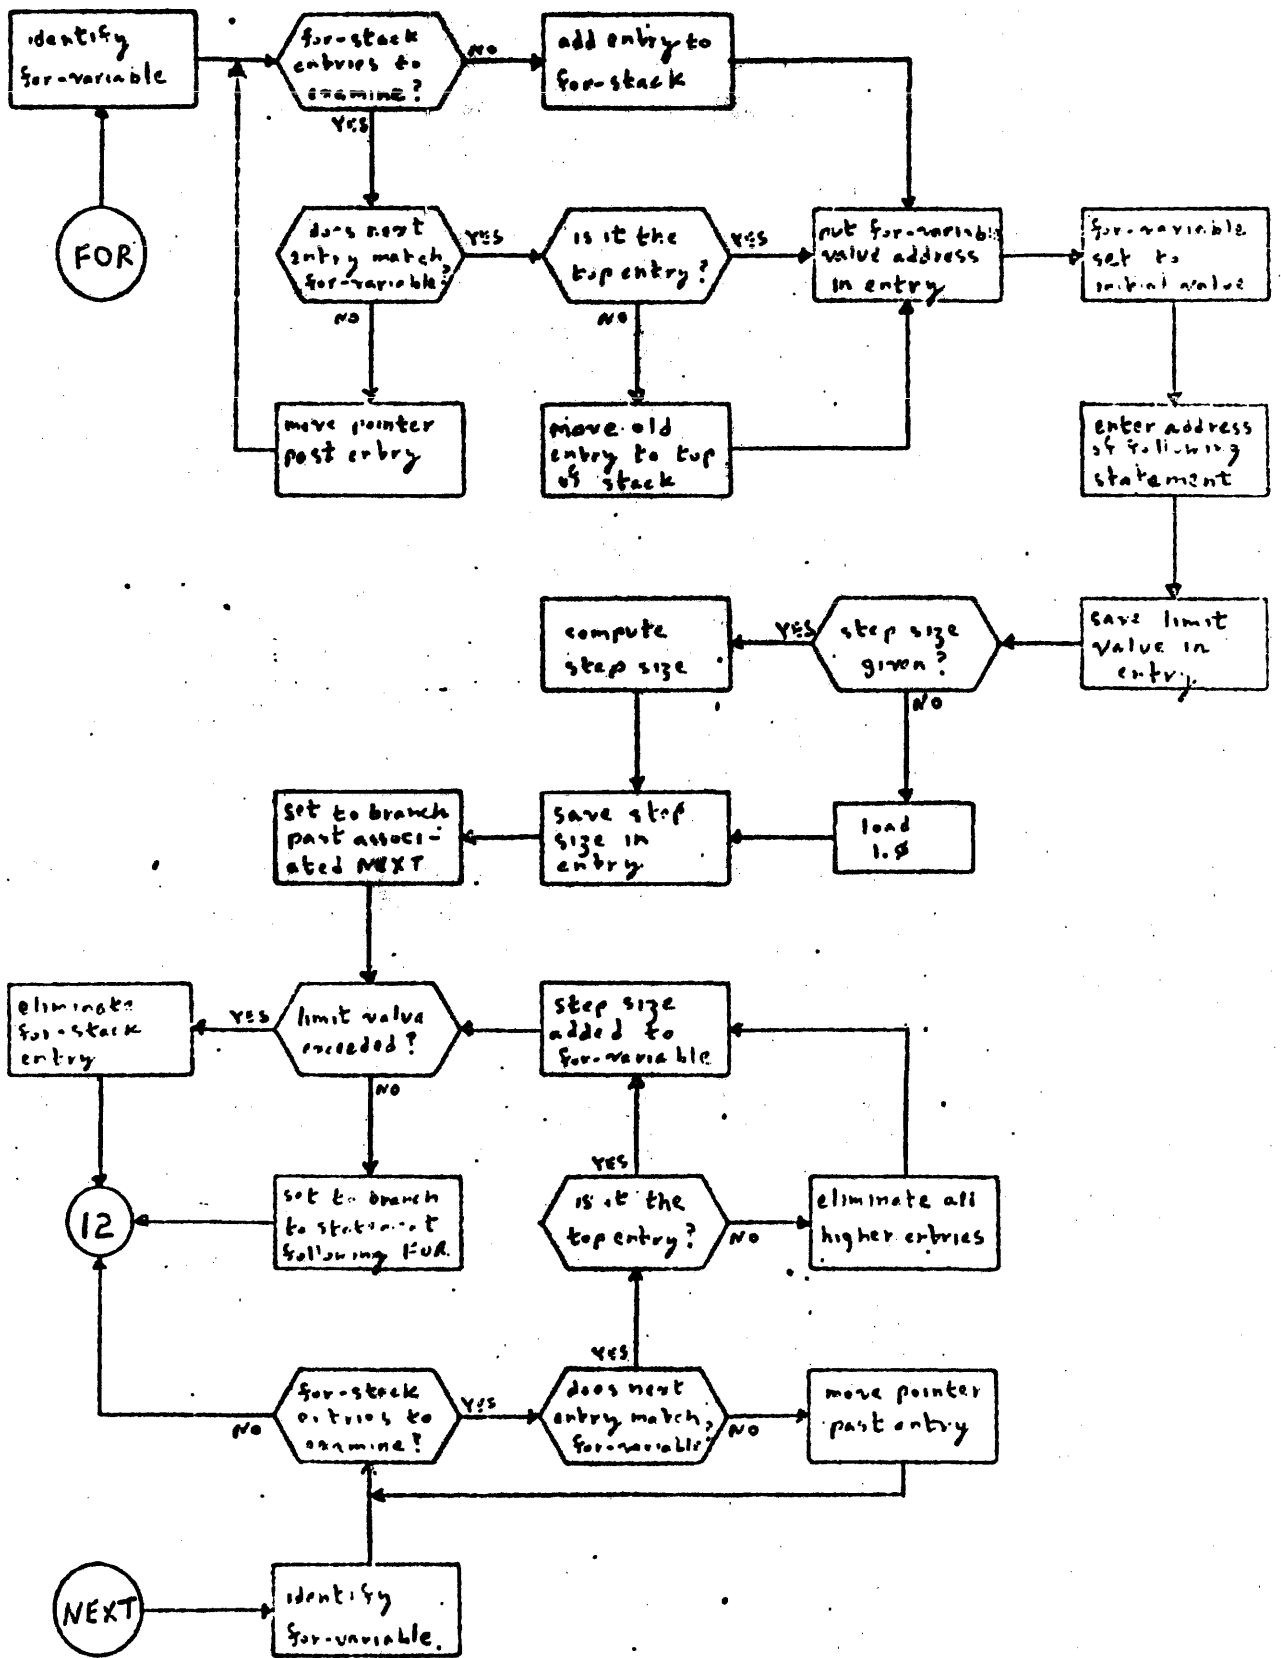 identify
for-variable
for-stack
entries to
examine?
NO
YES
add entry to
for-stack
FOR
does next
entry match
for-variable?
YES
NO
is it the
top entry?
YES
NO
put for-variable
value address
in entry
for-variable
set to
initial value
move pointer
past entry
move old
entry to top
of stack
enter address
of following
statement
compute
step size
YES
step size
given?
NO
save limit
value in
entry
set to branch
past associ-
ated NEXT
save step
size in
entry
load
1.0
eliminate
for-stack
entry
YES
limit value
exceeded?
NO
step size
added to
for-variable
12
set to branch
to statement
following FOR
YES
is it the
top entry?
NO
eliminate all
higher entries
YES
for-stack
entries to
examine?
NO
YES
does next
entry match
for-variable?
NO
move pointer
past entry
NEXT
identify
for-variable.